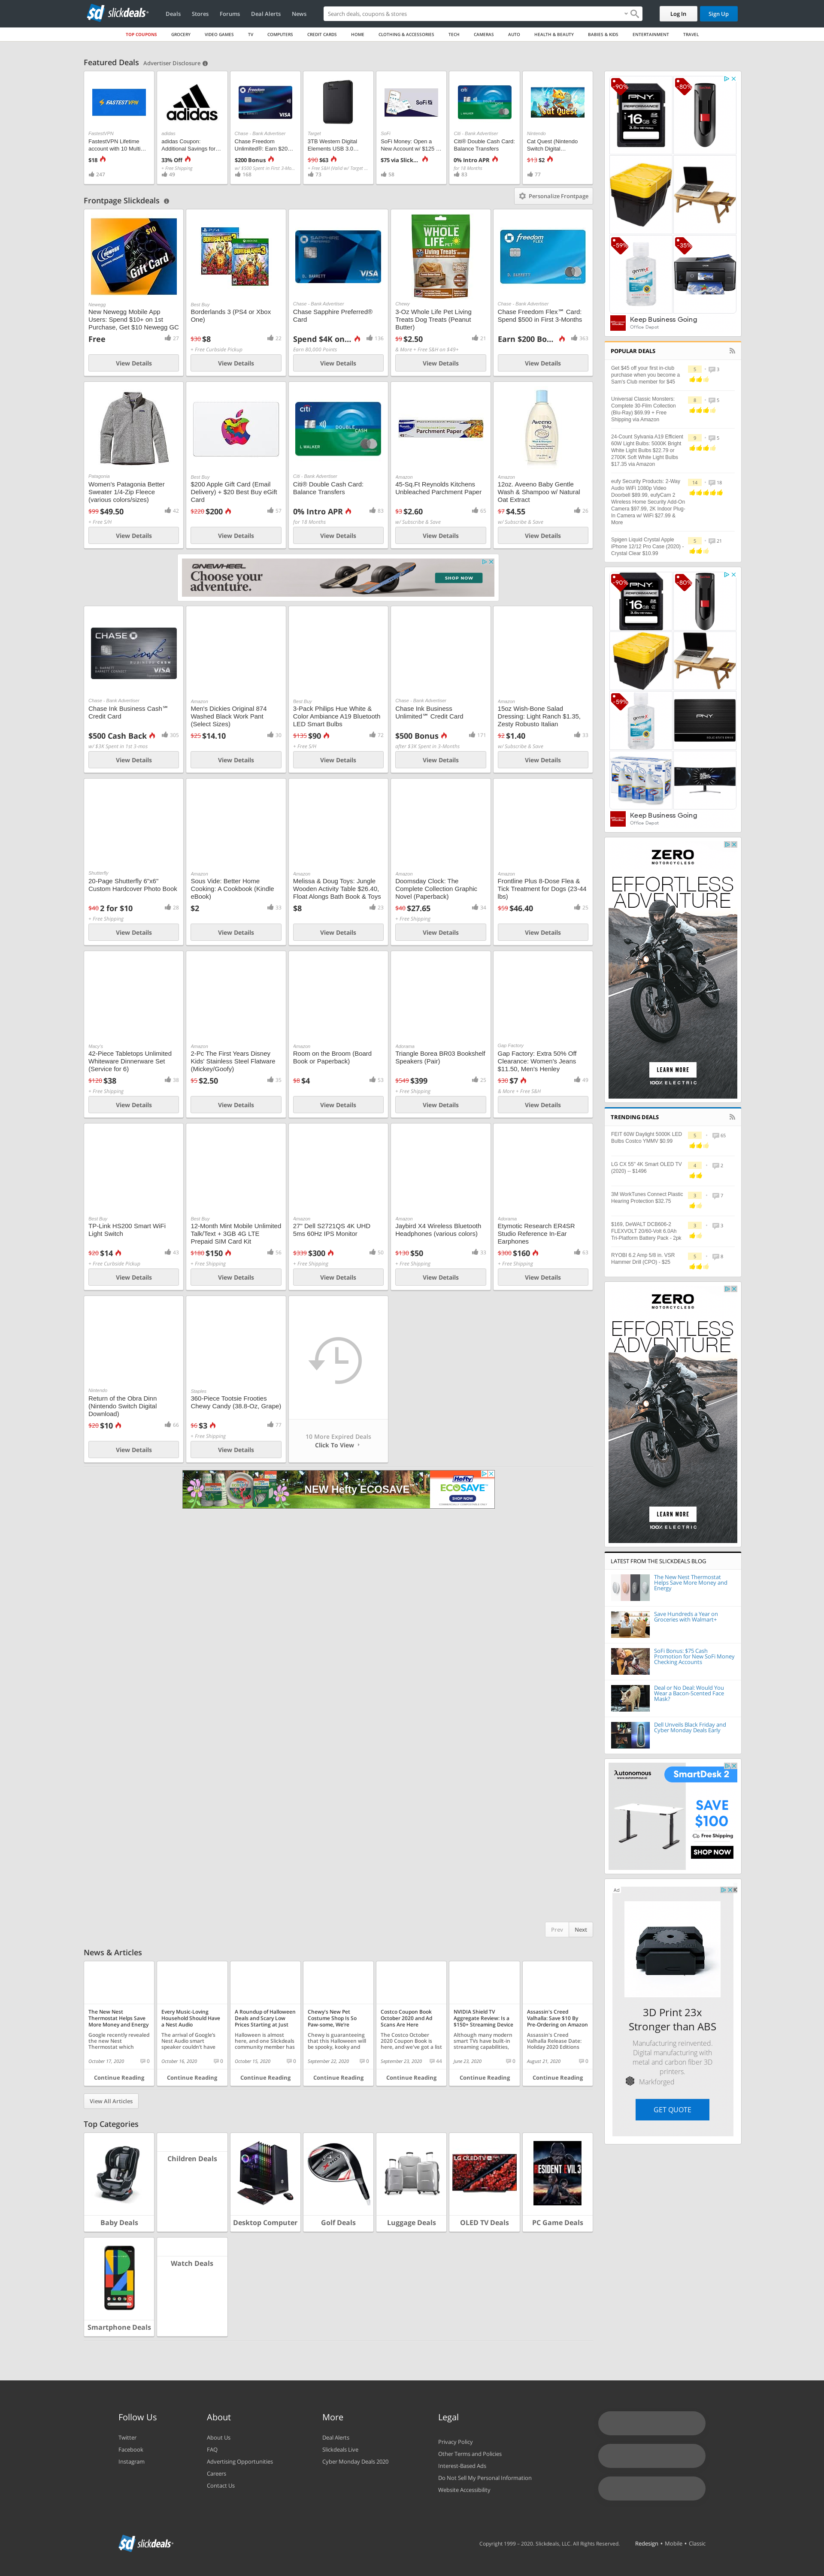 slickdeals
Deals
Stores
Forums
Deal Alerts
News
Search deals, coupons & stores
Log In
Sign Up
TOP COUPONS
GROCERY
VIDEO GAMES
TV
COMPUTERS
CREDIT CARDS
HOME
CLOTHING & ACCESSORIES
TECH
CAMERAS
AUTO
HEALTH & BEAUTY
BABIES & KIDS
ENTERTAINMENT
TRAVEL
Featured Deals Advertiser Disclosure
FastestVPN
FastestVPN Lifetime
account with 10 Multi...
$18
247
adidas
adidas Coupon:
Additional Savings for...
33% Off
+ Free Shipping
49
Chase - Bank Advertiser
Chase Freedom
Unlimited®: Earn $20...
$200 Bonus
w/ $500 Spent in First 3-Mo...
168
Target
3TB Western Digital
Elements USB 3.0...
$90 $63
73
SoFi
SoFi Money: Open a
New Account w/ $125 ...
$75 via Slick...
58
Citi - Bank Advertiser
Citi® Double Cash Card:
Balance Transfers
0% Intro APR
for 18 Months
83
Nintendo
Cat Quest (Nintendo
Switch Digital...
$13 $2
77
Frontpage Slickdeals
Personalize Frontpage
Newegg
New Newegg Mobile App
Users: Spend $10+ on 1st
Purchase, Get $10 Newegg GC
Free
27
View Details
Best Buy
Borderlands 3 (PS4 or Xbox
One)
$30 $8
22
+ Free Curbside Pickup
View Details
Chase - Bank Advertiser
Chase Sapphire Preferred®
Card
Spend $4K on...
136
Earn 80,000 Points
View Details
Chewy
3-Oz Whole Life Pet Living
Treats Dog Treats (Peanut
Butter)
$9 $2.50
21
& More + Free S&H on $49+
View Details
Chase - Bank Advertiser
Chase Freedom Flex℠ Card:
Spend $500 in First 3-Months
Earn $200 Bo...
363
View Details
Patagonia
Women's Patagonia Better
Sweater 1/4-Zip Fleece
(various colors/sizes)
$99 $49.50
42
+ Free S/H
View Details
Best Buy
$200 Apple Gift Card (Email
Delivery) + $20 Best Buy eGift
Card
$220 $200
57
View Details
Citi - Bank Advertiser
Citi® Double Cash Card:
Balance Transfers
0% Intro APR
83
for 18 Months
View Details
Amazon
45-Sq.Ft Reynolds Kitchens
Unbleached Parchment Paper
$3 $2.60
65
w/ Subscribe & Save
View Details
Amazon
12oz. Aveeno Baby Gentle
Wash & Shampoo w/ Natural
Oat Extract
$7 $4.55
26
w/ Subscribe & Save
View Details
ONEWHEEL
Choose your
adventure.
SHOP NOW
Chase - Bank Advertiser
Chase Ink Business Cash℠
Credit Card
$500 Cash Back
305
w/ $3K Spent in 1st 3-mos
View Details
Amazon
Men's Dickies Original 874
Washed Black Work Pant
(Select Sizes)
$25 $14.10
30
View Details
Best Buy
3-Pack Philips Hue White &
Color Ambiance A19 Bluetooth
LED Smart Bulbs
$135 $90
72
+ Free S/H
View Details
Chase - Bank Advertiser
Chase Ink Business
Unlimited℠ Credit Card
$500 Bonus
171
after $3K Spent in 3-Months
View Details
Amazon
15oz Wish-Bone Salad
Dressing: Light Ranch $1.35,
Zesty Robusto Italian
$2 $1.40
33
w/ Subscribe & Save
View Details
Shutterfly
20-Page Shutterfly 6"x6"
Custom Hardcover Photo Book
$40 2 for $10
28
+ Free Shipping
View Details
Amazon
Sous Vide: Better Home
Cooking: A Cookbook (Kindle
eBook)
$2
33
View Details
Amazon
Melissa & Doug Toys: Jungle
Wooden Activity Table $26.40,
Float Alongs Bath Book & Toys
$8
23
View Details
Amazon
Doomsday Clock: The
Complete Collection Graphic
Novel (Paperback)
$40 $27.65
34
+ Free Shipping
View Details
Amazon
Frontline Plus 8-Dose Flea &
Tick Treatment for Dogs (23-44
lbs)
$59 $46.40
25
View Details
Macy's
42-Piece Tabletops Unlimited
Whiteware Dinnerware Set
(Service for 6)
$120 $38
38
+ Free Shipping
View Details
Amazon
2-Pc The First Years Disney
Kids' Stainless Steel Flatware
(Mickey/Goofy)
$5 $2.50
35
View Details
Amazon
Room on the Broom (Board
Book or Paperback)
$8 $4
53
View Details
Adorama
Triangle Borea BR03 Bookshelf
Speakers (Pair)
$549 $399
25
+ Free Shipping
View Details
Gap Factory
Gap Factory: Extra 50% Off
Clearance: Women's Jeans
$11.50, Men's Henley
$30 $7
49
& More + Free S&H
View Details
Best Buy
TP-Link HS200 Smart WiFi
Light Switch
$20 $14
43
+ Free Curbside Pickup
View Details
Best Buy
12-Month Mint Mobile Unlimited
Talk/Text + 3GB 4G LTE
Prepaid SIM Card Kit
$180 $150
56
+ Free Shipping
View Details
Amazon
27" Dell S2721QS 4K UHD
5ms 60Hz IPS Monitor
$339 $300
50
+ Free Shipping
View Details
Amazon
Jaybird X4 Wireless Bluetooth
Headphones (various colors)
$130 $50
33
+ Free Shipping
View Details
Adorama
Etymotic Research ER4SR
Studio Reference In-Ear
Earphones
$300 $160
63
+ Free Shipping
View Details
Nintendo
Return of the Obra Dinn
(Nintendo Switch Digital
Download)
$20 $10
66
View Details
Staples
360-Piece Tootsie Frooties
Chewy Candy (38.8-Oz, Grape)
$6 $3
77
+ Free Shipping
View Details
10 More Expired Deals
Click To View
NEW Hefty ECOSAVE
Hefty
ECOSAVE
SHOP NOW
Prev
Next
-90%
-80%
-59%
-35%
Keep Business Going
Office Depot
POPULAR DEALS
Get $45 off your first in-club
purchase when you become a
Sam's Club member for $45
5
3
Universal Classic Monsters:
Complete 30-Film Collection
(Blu-Ray) $69.99 + Free
Shipping via Amazon
8
5
24-Count Sylvania A19 Efficient
60W Light Bulbs: 5000K Bright
White Light Bulbs $22.79 or
2700K Soft White Light Bulbs
$17.35 via Amazon
9
5
eufy Security Products: 2-Way
Audio WiFi 1080p Video
Doorbell $89.99, eufyCam 2
Wireless Home Security Add-On
Camera $97.99, 2K Indoor Plug-
in Camera w/ WiFi $27.99 &
More
14
18
Spigen Liquid Crystal Apple
iPhone 12/12 Pro Case (2020) -
Crystal Clear $10.99
5
21
-90%
-80%
-59%
Keep Business Going
Office Depot
ZERO
MOTORCYCLES
EFFORTLESS
ADVENTURE
LEARN MORE
100% ELECTRIC
TRENDING DEALS
FEIT 60W Daylight 5000K LED
Bulbs Costco YMMV $0.99
5
65
LG CX 55" 4K Smart OLED TV
(2020) -- $1496
4
2
3M WorkTunes Connect Plastic
Hearing Protection $32.75
3
7
$169, DeWALT DCB606-2
FLEXVOLT 20/60-Volt 6.0Ah
Tri-Platform Battery Pack - 2pk
3
3
RYOBI 6.2 Amp 5/8 in. VSR
Hammer Drill (CPO) - $25
5
8
ZERO
MOTORCYCLES
EFFORTLESS
ADVENTURE
LEARN MORE
100% ELECTRIC
LATEST FROM THE SLICKDEALS BLOG
The New Nest Thermostat
Helps Save More Money and
Energy
Save Hundreds a Year on
Groceries with Walmart+
SoFi Bonus: $75 Cash
Promotion for New SoFi Money
Checking Accounts
Deal or No Deal: Would You
Wear a Bacon-Scented Face
Mask?
Dell Unveils Black Friday and
Cyber Monday Deals Early
Autonomous
SmartDesk 2
SAVE
$100
Free Shipping
SHOP NOW
Ad
3D Print 23x
Stronger than ABS
Manufacturing reinvented.
Digital manufacturing with
metal and carbon fiber 3D
printers.
Markforged
GET QUOTE
News & Articles
The New Nest
Thermostat Helps Save
More Money and Energy
Google recently revealed
the new Nest
Thermostat which
October 17, 2020
0
Continue Reading
Every Music-Loving
Household Should Have
a Nest Audio
The arrival of Google's
Nest Audio smart
speaker couldn't have
October 16, 2020
0
Continue Reading
A Roundup of Halloween
Deals and Scary Low
Prices Starting at Just
Halloween is almost
here, and one Slickdeals
community member has
October 15, 2020
0
Continue Reading
Chewy's New Pet
Costume Shop Is So
Paw-some, We're
Chewy is guaranteeing
that this Halloween will
be spooky, kooky and
September 22, 2020
0
Continue Reading
Costco Coupon Book
October 2020 and Ad
Scans Are Here
The Costco October
2020 Coupon Book is
here, and we've got a list
September 23, 2020
44
Continue Reading
NVIDIA Shield TV
Aggregate Review: Is a
$150+ Streaming Device
Although many modern
smart TVs have built-in
streaming capabilities,
June 23, 2020
0
Continue Reading
Assassin's Creed
Valhalla: Save $10 By
Pre-Ordering on Amazon
Assassin's Creed
Valhalla Release Date:
Holiday 2020 Editions
August 21, 2020
0
Continue Reading
View All Articles
Top Categories
Baby Deals
Children Deals
Desktop Computer
Golf Deals
Luggage Deals
OLED TV Deals
PC Game Deals
Smartphone Deals
Watch Deals
Follow Us
Twitter
Facebook
Instagram
About
About Us
FAQ
Advertising Opportunities
Careers
Contact Us
More
Deal Alerts
Slickdeals Live
Cyber Monday Deals 2020
Legal
Privacy Policy
Other Terms and Policies
Interest-Based Ads
Do Not Sell My Personal Information
Website Accessibility
slickdeals
Copyright 1999 – 2020. Slickdeals, LLC. All Rights Reserved.
Redesign • Mobile • Classic